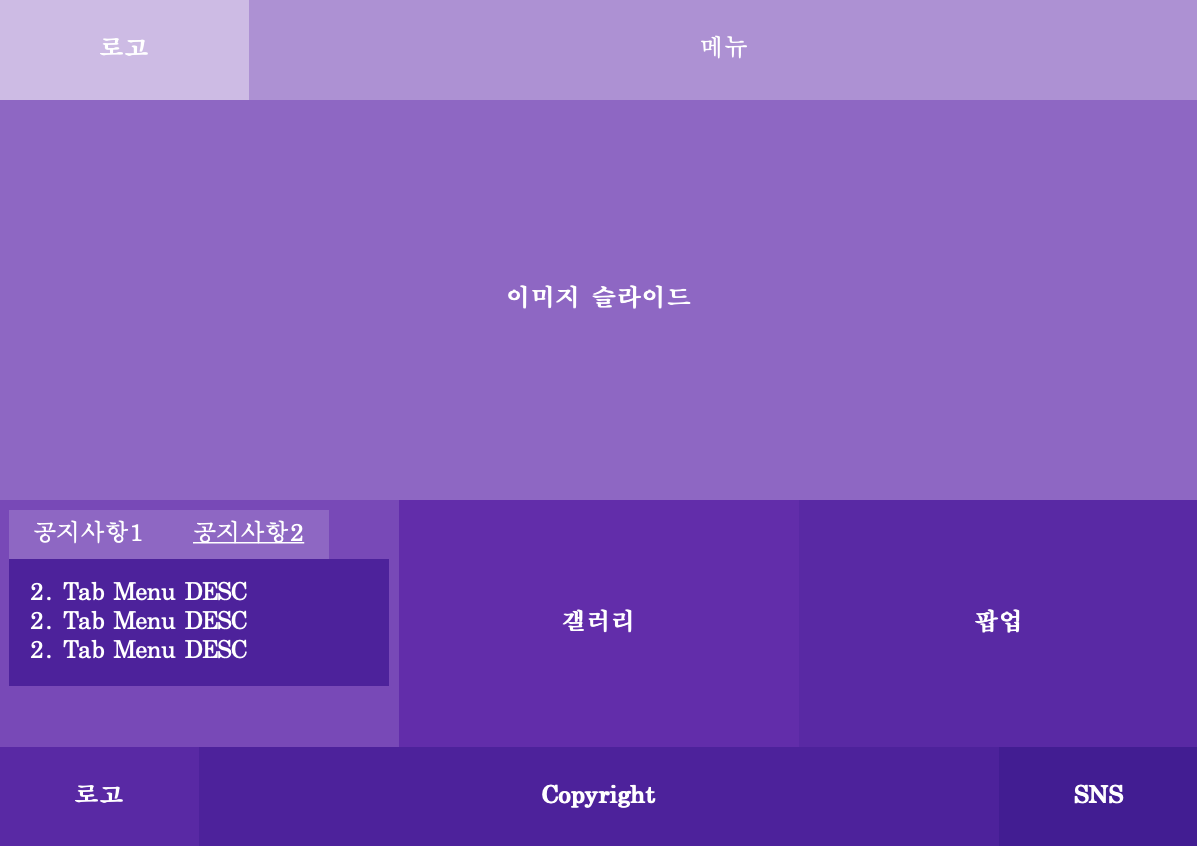 로고
메뉴
이미지 슬라이드
공지사항1 공지사항2
2. Tab Menu DESC
2. Tab Menu DESC
2. Tab Menu DESC
갤러리
팝업
로고
Copyright
SNS